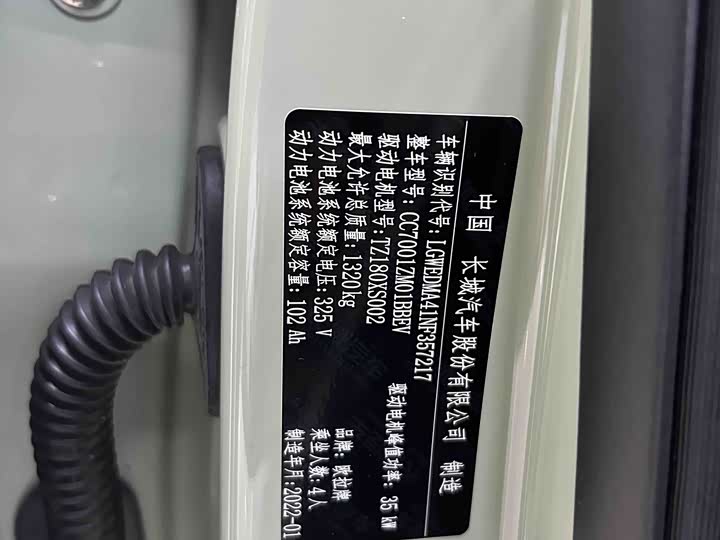 中国 长城汽车股份有限公司 制造
车辆识别代号:LGWEDMA41NF357217
整车型号:CC7001ZM01BBEV
驱动电机型号:TZ180XS002 驱动电机峰值功率:35 kW
最大允许总质量:1320kg
动力电池系统额定电压:325 V 品牌:欧拉牌
动力电池系统额定容量:102 Ah 乘坐人数:4人
制造年月:2022-01